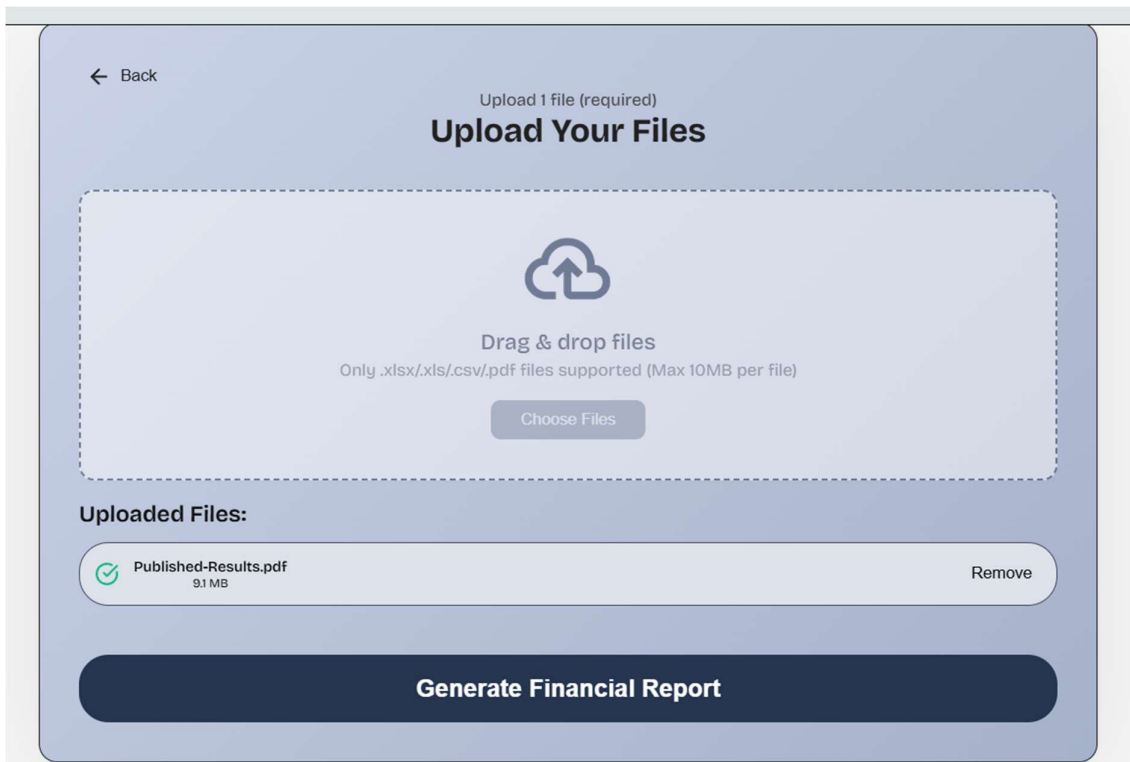 Back
Upload 1 file (required)
Upload Your Files
Drag & drop files
Only .xlsx/.xls/.csv/.pdf files supported (Max 10MB per file)
Choose Files
Uploaded Files:
Published-Results.pdf
9.1 MB
Remove
Generate Financial Report